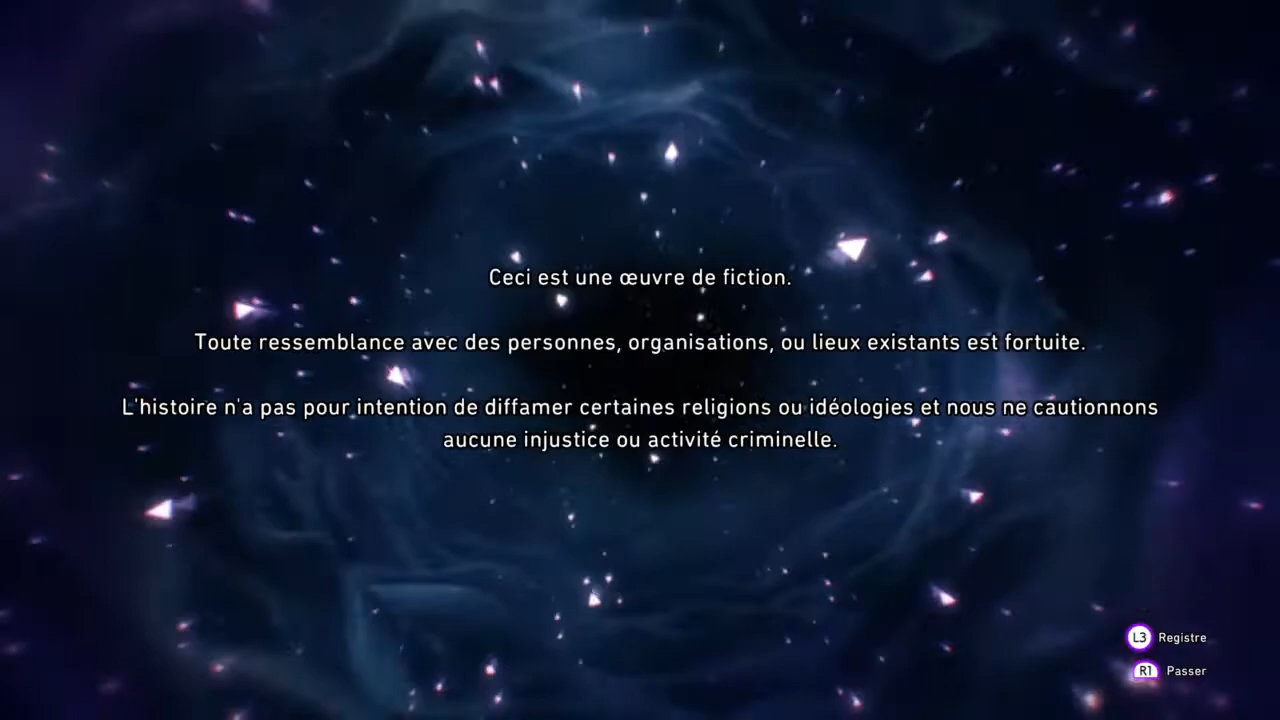 Ceci est une œuvre de fiction.
Toute ressemblance avec des personnes, organisations, ou lieux existants est fortuite.
L'histoire n'a pas pour intention de diffamer certaines religions ou idéologies et nous ne cautionnons
aucune injustice ou activité criminelle.
L3 Registre
R1 Passer